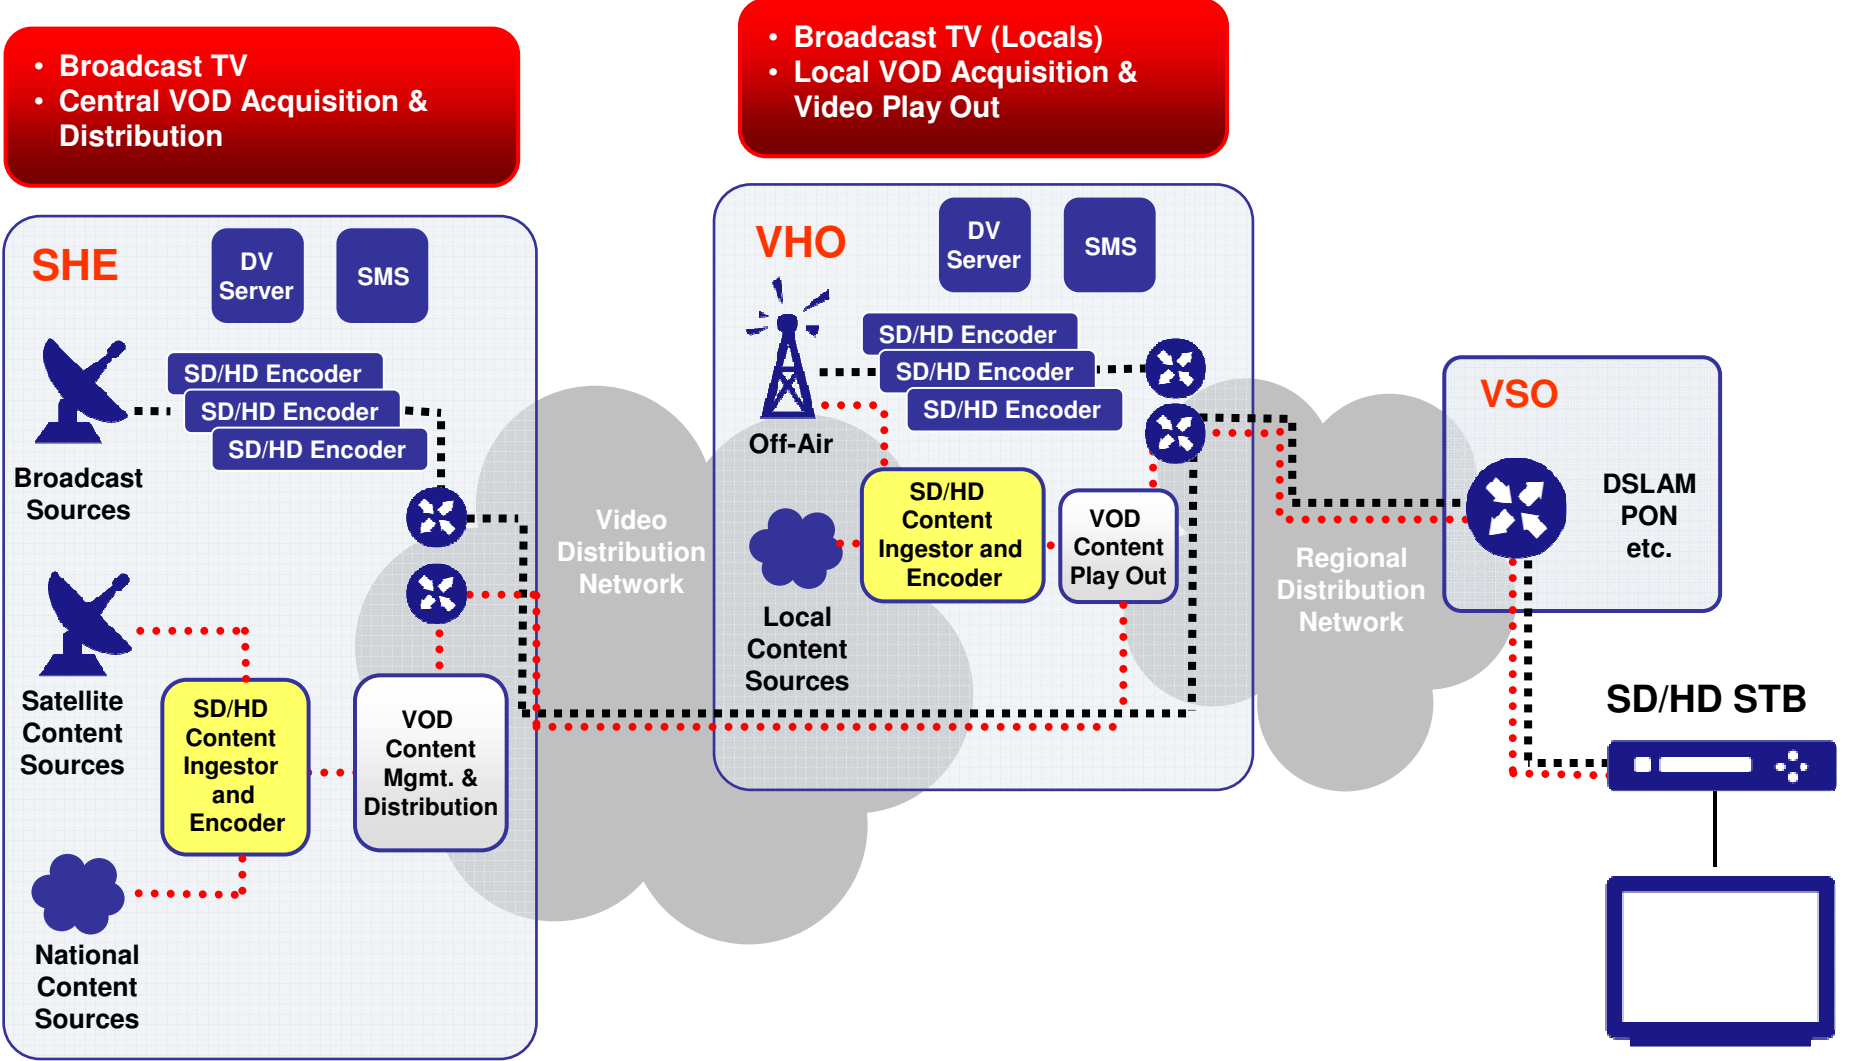 • Broadcast TV
• Central VOD Acquisition &
Distribution
• Broadcast TV (Locals)
• Local VOD Acquisition &
Video Play Out
SHE
DV
Server
SMS
SD/HD Encoder
SD/HD Encoder
SD/HD Encoder
Broadcast
Sources
Satellite
Content
Sources
SD/HD
Content
Ingestor
and
Encoder
VOD
Content
Mgmt. &
Distribution
National
Content
Sources
Video
Distribution
Network
VHO
DV
Server
SMS
SD/HD Encoder
SD/HD Encoder
SD/HD Encoder
Off-Air
SD/HD
Content
Ingestor and
Encoder
VOD
Content
Play Out
Local
Content
Sources
Regional
Distribution
Network
VSO
DSLAM
PON
etc.
SD/HD STB